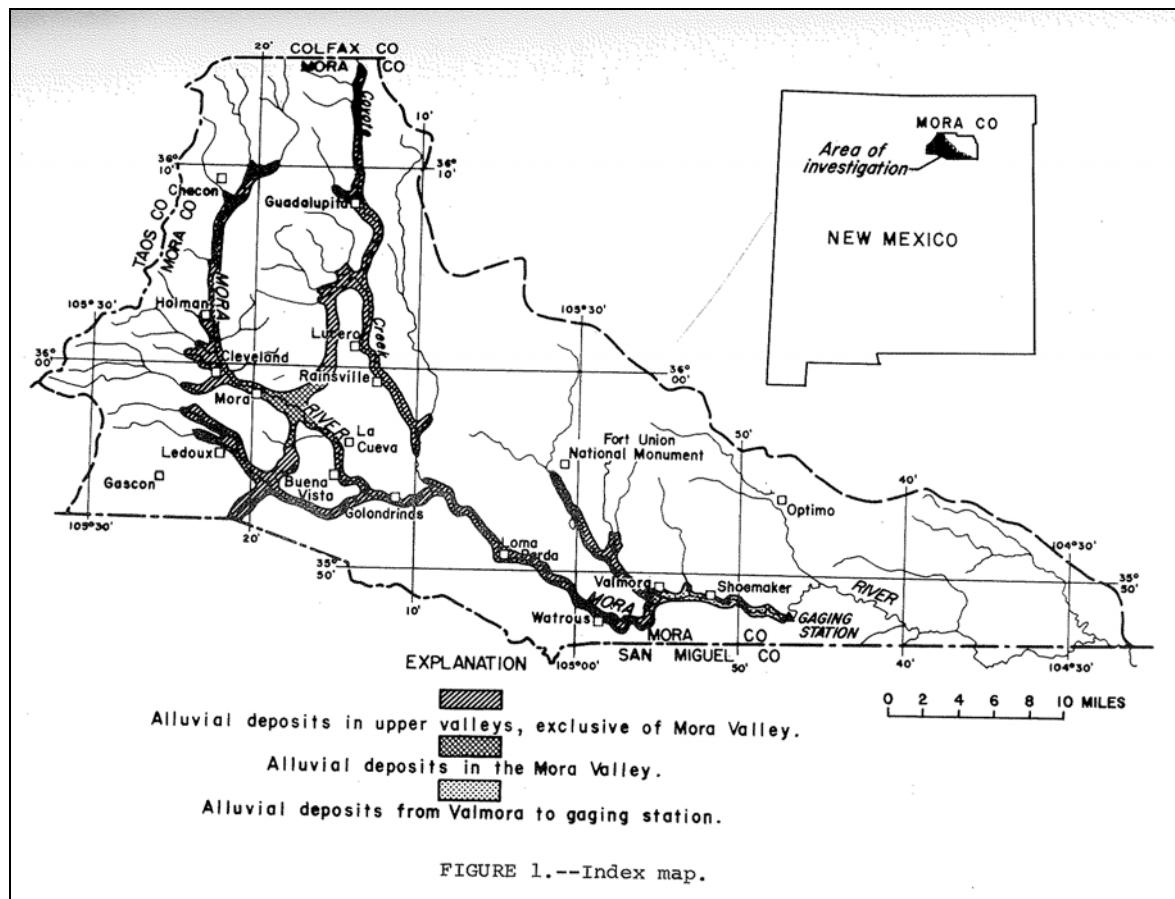 20'
COLFAX CO
MORA CO
Coyote
10'
MORA CO
Area of
investigation
NEW MEXICO
36°
10'
36°
10'
Chacon
Guadalupita
TAOS CO
MORA CO
MORA
105° 30'
Holman
105° 30'
Lucero
Creek
36°
00'
Cleveland
36°
00'
Rainsville
Mora
RIVER
La
Cueva
50'
Fort Union
National Monument
Ledoux
40'
Gascon
Buena
Vista
Optimo
Golondrinas
105° 30'
20'
Loma
Parda
104° 30'
35°
50'
Valmora
Shoemaker
RIVER
35°
50'
10'
MORA
Watrous
GAGING
STATION
MORA CO
SAN MIGUEL CO
105° 00'
50'
40'
104° 30'
EXPLANATION
0 2 4 6 8 10 MILES
Alluvial deposits in upper valleys, exclusive of Mora Valley.
Alluvial deposits in the Mora Valley.
Alluvial deposits from Valmora to gaging station.
FIGURE 1.--Index map.